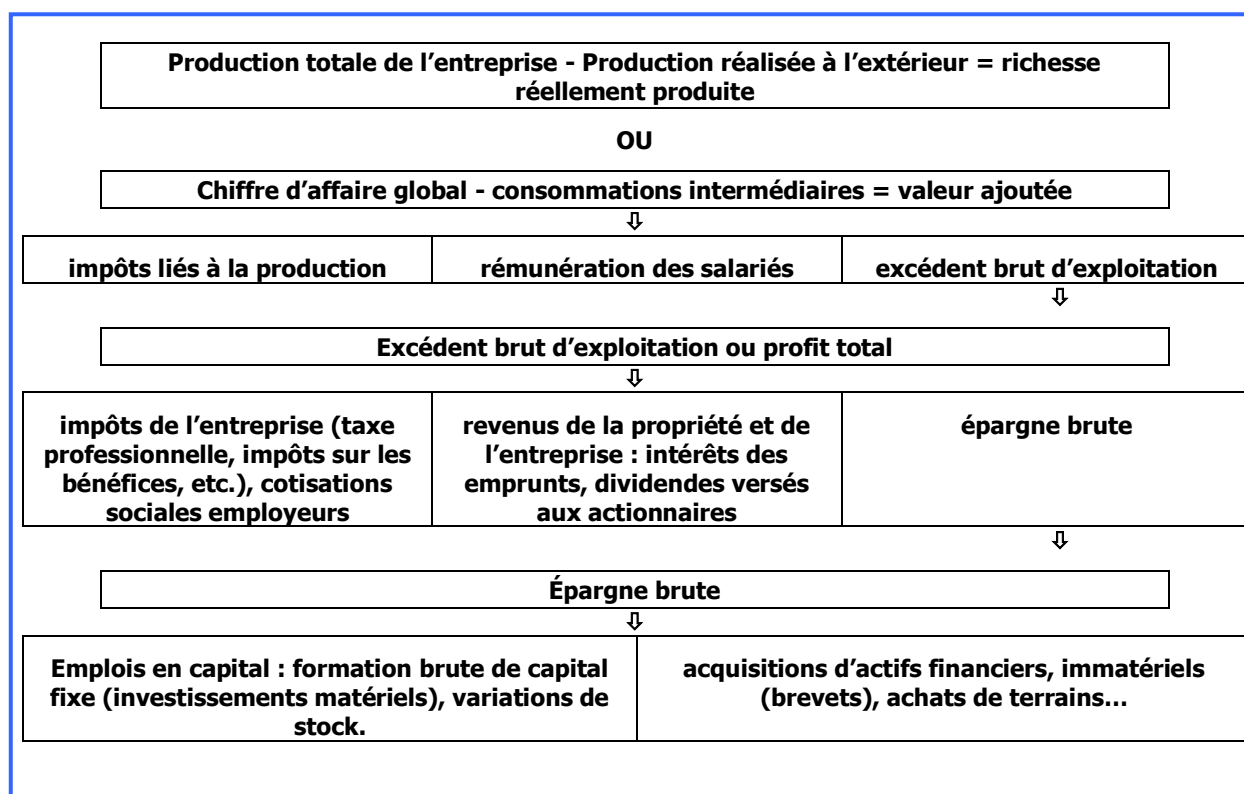 Production totale de l’entreprise - Production réalisée à l’extérieur = richesse
réellement produite
OU
Chiffre d’affaire global - consommations intermédiaires = valeur ajoutée
⇩
impôts liés à la production
rémunération des salariés
excédent brut d’exploitation
⇩
Excédent brut d’exploitation ou profit total
⇩
impôts de l’entreprise (taxe
professionnelle, impôts sur les
bénéfices, etc.), cotisations
sociales employeurs
revenus de la propriété et de
l’entreprise : intérêts des
emprunts, dividendes versés
aux actionnaires
épargne brute
⇩
Épargne brute
⇩
Emplois en capital : formation brute de capital
fixe (investissements matériels), variations de
stock.
acquisitions d’actifs financiers, immatériels
(brevets), achats de terrains…